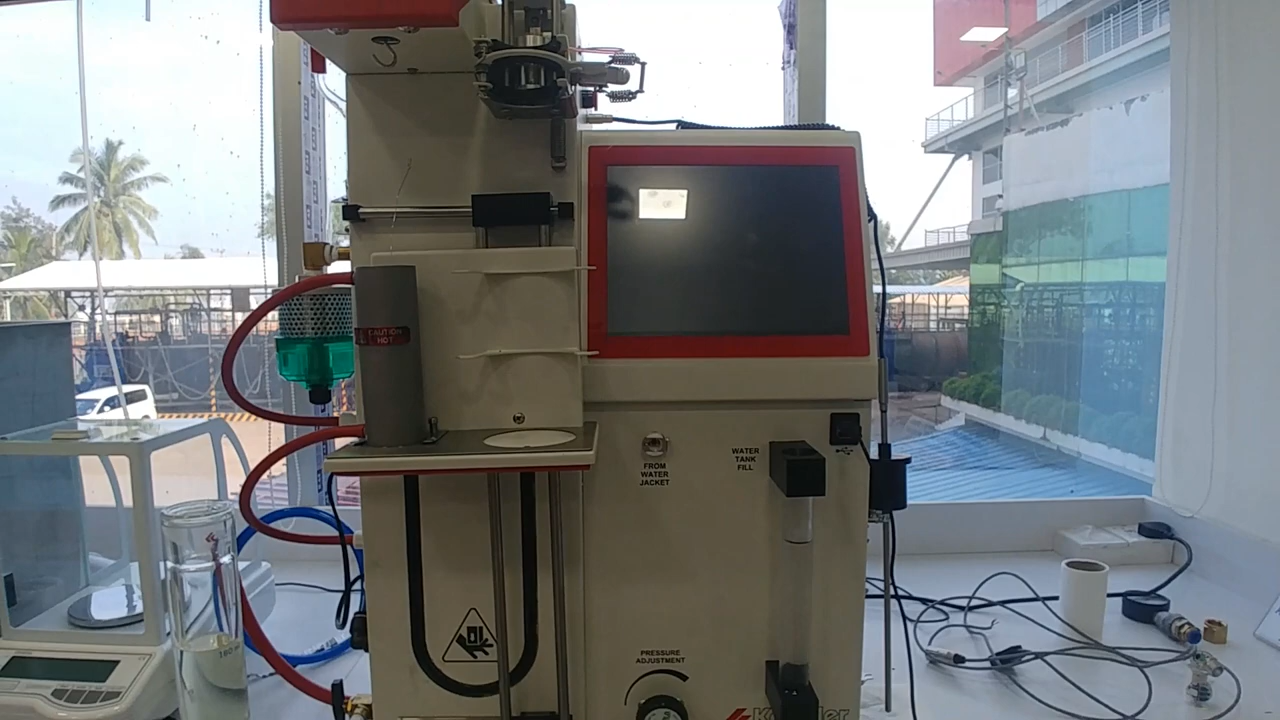 CAUTION
HOT
FROM
WATER
JACKET
WATER
TANK
FILL
PRESSURE
ADJUSTMENT